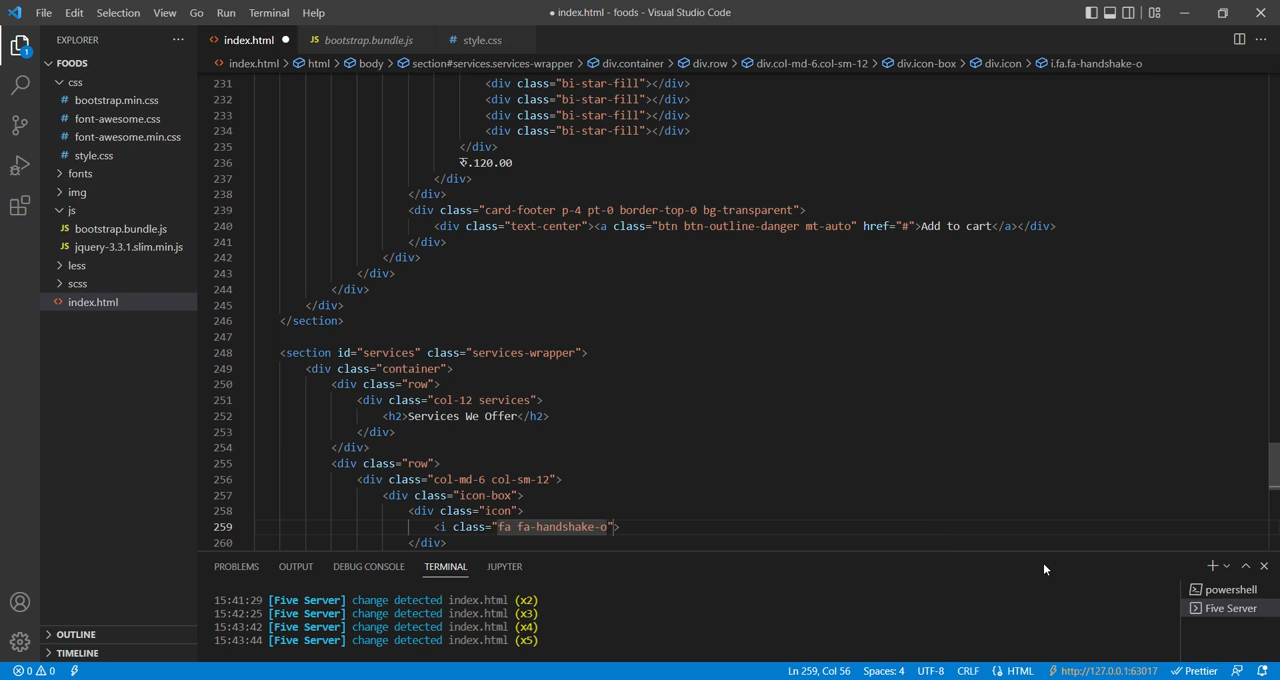 File Edit Selection View Go Run Terminal Help
● index.html - foods - Visual Studio Code
EXPLORER
1
FOODS
css
# bootstrap.min.css
# font-awesome.css
# font-awesome.min.css
# style.css
fonts
img
js
JS bootstrap.bundle.js
JS jquery-3.3.1.slim.min.js
less
scss
<> index.html
OUTLINE
TIMELINE
<> index.html ●
JS bootstrap.bundle.js
# style.css
<> index.html > html > body > section#services.services-wrapper > div.container > div.row > div.col-md-6.col-sm-12 > div.icon-box > div.icon > i.fa.fa-handshake-o
231 <div class="bi-star-fill"></div>
232 <div class="bi-star-fill"></div>
233 <div class="bi-star-fill"></div>
234 <div class="bi-star-fill"></div>
235 </div>
236 रु.120.00
237 </div>
238 </div>
239 <div class="card-footer p-4 pt-0 border-top-0 bg-transparent">
240 <div class="text-center"><a class="btn btn-outline-danger mt-auto" href="#">Add to cart</a></div>
241 </div>
242 </div>
243 </div>
244 </div>
245 </div>
246 </section>
247
248 <section id="services" class="services-wrapper">
249 <div class="container">
250 <div class="row">
251 <div class="col-12 services">
252 <h2>Services We Offer</h2>
253 </div>
254 </div>
255 <div class="row">
256 <div class="col-md-6 col-sm-12">
257 <div class="icon-box">
258 <div class="icon">
259 <i class="fa fa-handshake-o">
260 </div>
PROBLEMS OUTPUT DEBUG CONSOLE TERMINAL JUPYTER
15:41:29 [Five Server] change detected index.html (x2)
15:42:25 [Five Server] change detected index.html (x3)
15:43:42 [Five Server] change detected index.html (x4)
15:43:44 [Five Server] change detected index.html (x5)
powershell
Five Server
0 0
Ln 259, Col 56 Spaces: 4 UTF-8 CRLF {} HTML http://127.0.0.1:63017 Prettier